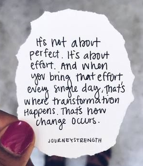 It's not about
perfect. It's about
effort. And when
you bring that effort
every single day, that's
where transformation
happens. That's how
change occurs.
JOURNEYSTRENGTH